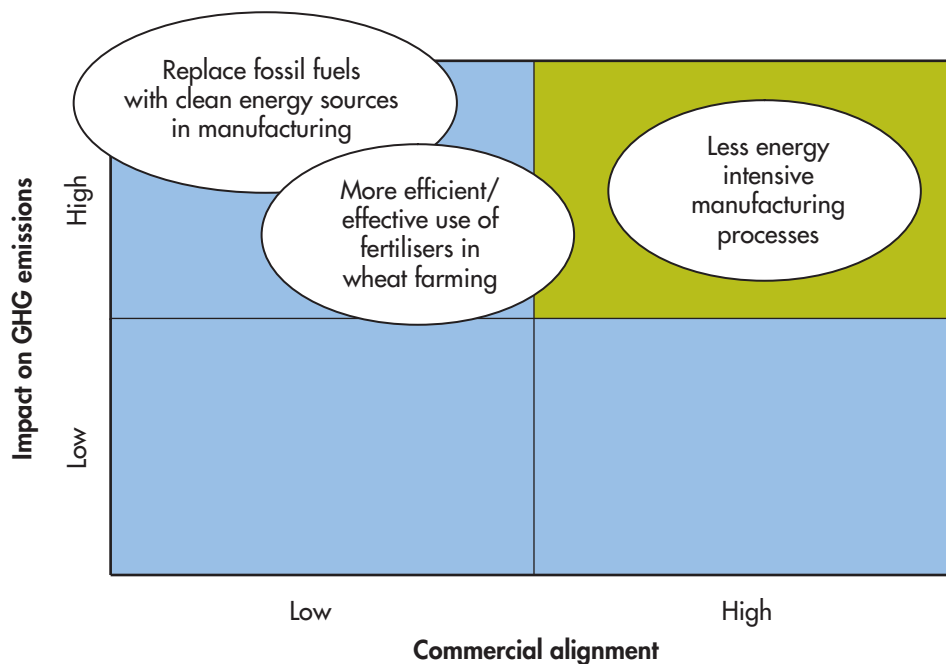 Replace fossil fuels
with clean energy sources
in manufacturing
Less energy
intensive
manufacturing
processes
More efficient/
effective use of
fertilisers in
wheat farming
Impact on GHG emissions
High
Low
Low
High
Commercial alignment